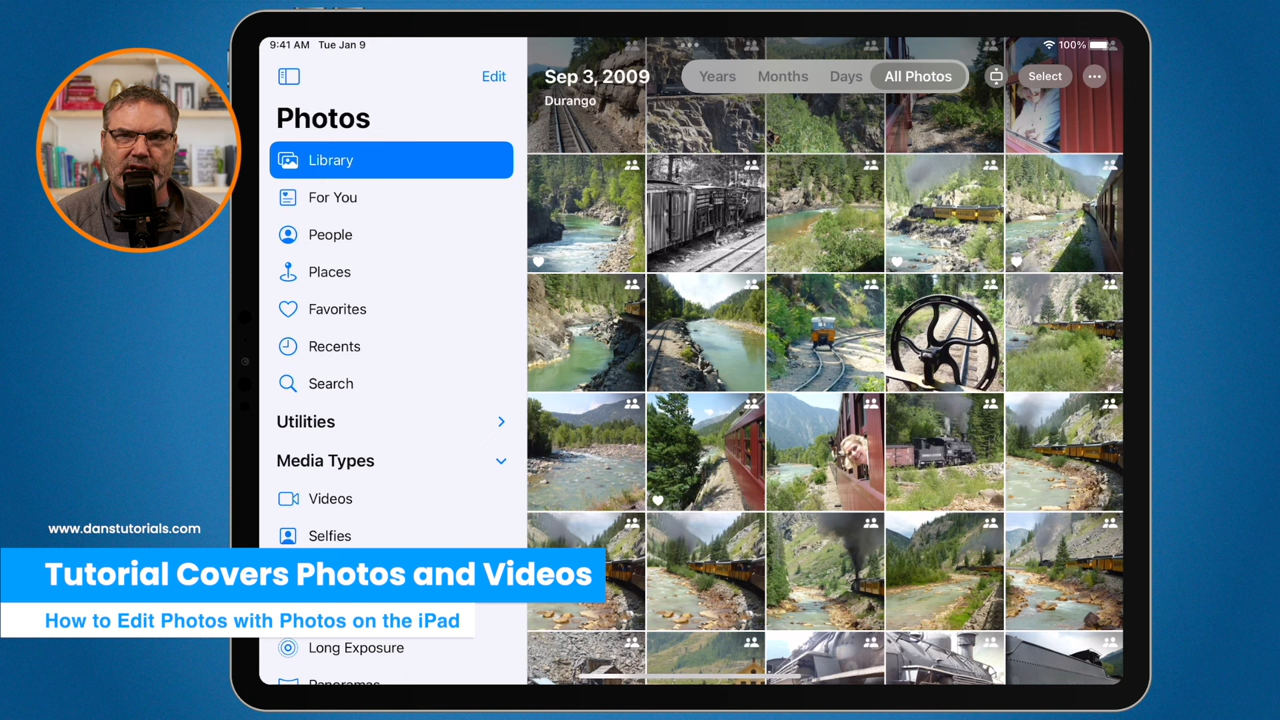 9:41 AM Tue Jan 9
100%
Edit
Photos
Library
For You
People
Places
Favorites
Recents
Search
Utilities
Media Types
Videos
Selfies
Long Exposure
Panoramas
Sep 3, 2009
Durango
Years Months Days All Photos
Select
www.danstutorials.com
Tutorial Covers Photos and Videos
How to Edit Photos with Photos on the iPad